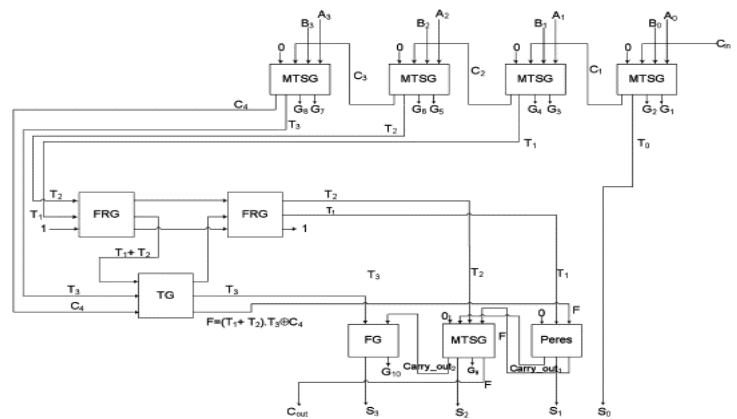 A₃
B₃
0
A₂
B₂
0
A₁
B₁
0
A₀
B₀
0
Cin
MTSG
C₃
MTSG
C₂
MTSG
C₁
MTSG
C₄
G₈ G₇
G₆ G₅
G₄ G₃
G₂ G₁
T₃
T₂
T₁
T₀
T₂
T₁
1
FRG
FRG
T₂
T₁
1
T₁+ T₂
T₃
C₄
TG
T₃
T₃
T₂
T₁
F=(T₁+ T₂).T₃⊕C₄
0
0
F
FG
MTSG
F
Peres
G₁₀
Carry_out₂
G₉
F
Carry_out₁
Cout
S₃
S₂
S₁
S₀